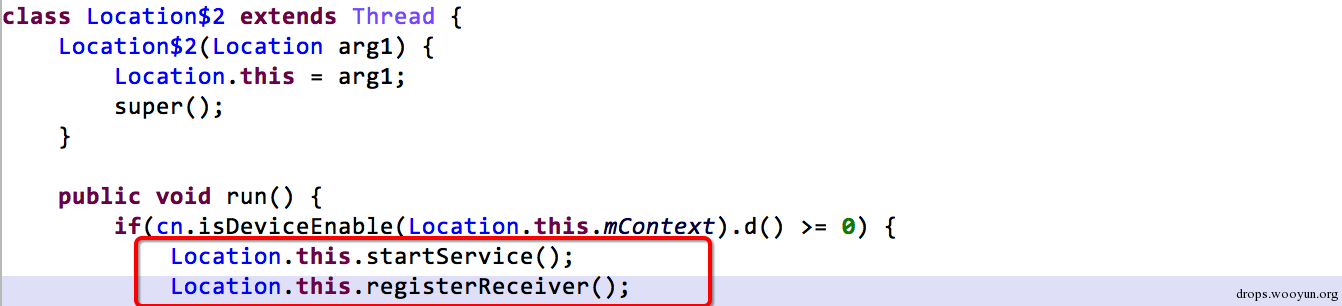 class Location$2 extends Thread {
    Location$2(Location arg1) {
        Location.this = arg1;
        super();
    }

    public void run() {
        if(cn.isDeviceEnable(Location.this.mContext).d() >= 0) {
            Location.this.startService();
            Location.this.registerReceiver();
drops.wooyun.org